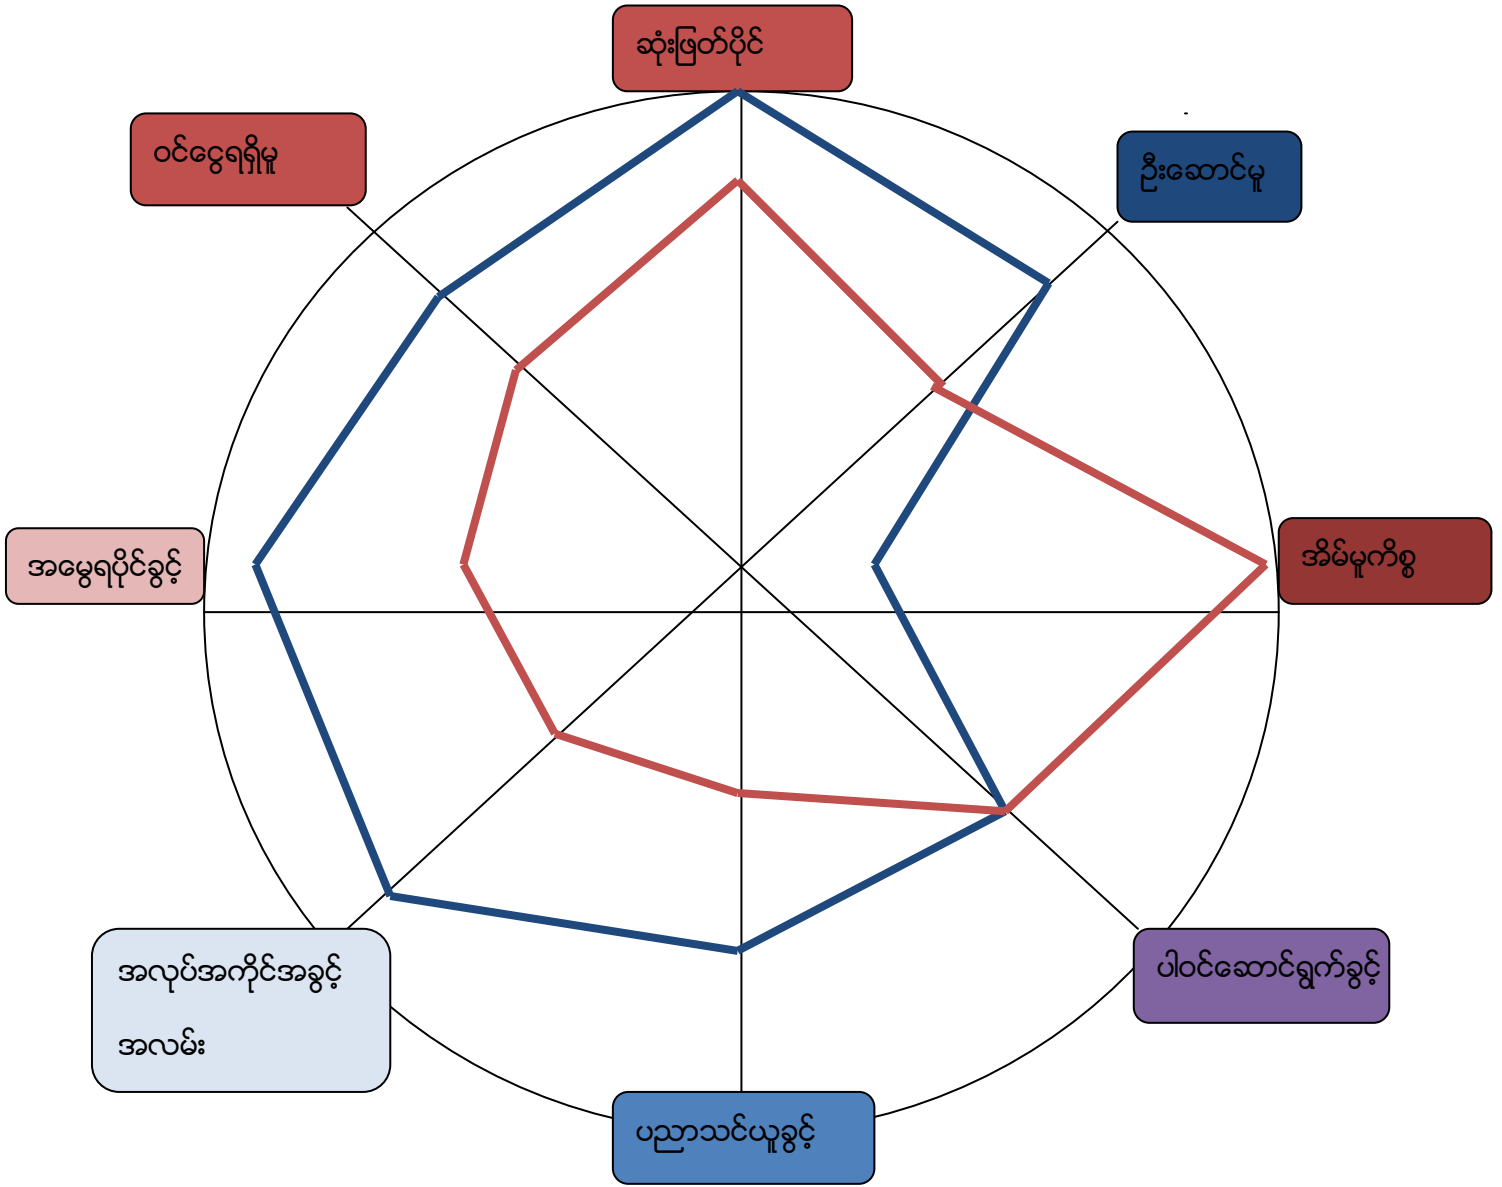 ဆုံးဖြတ်ပိုင်
ဝင်ငွေရရှိမူ
ဦးဆောင်မူ
အမွေရပိုင်ခွင့်
အိမ်မူကိစ္စ
အလုပ်အကိုင်အခွင့်
အလမ်း
ပါဝင်ဆောင်ရွက်ခွင့်
ပညာသင်ယူခွင့်